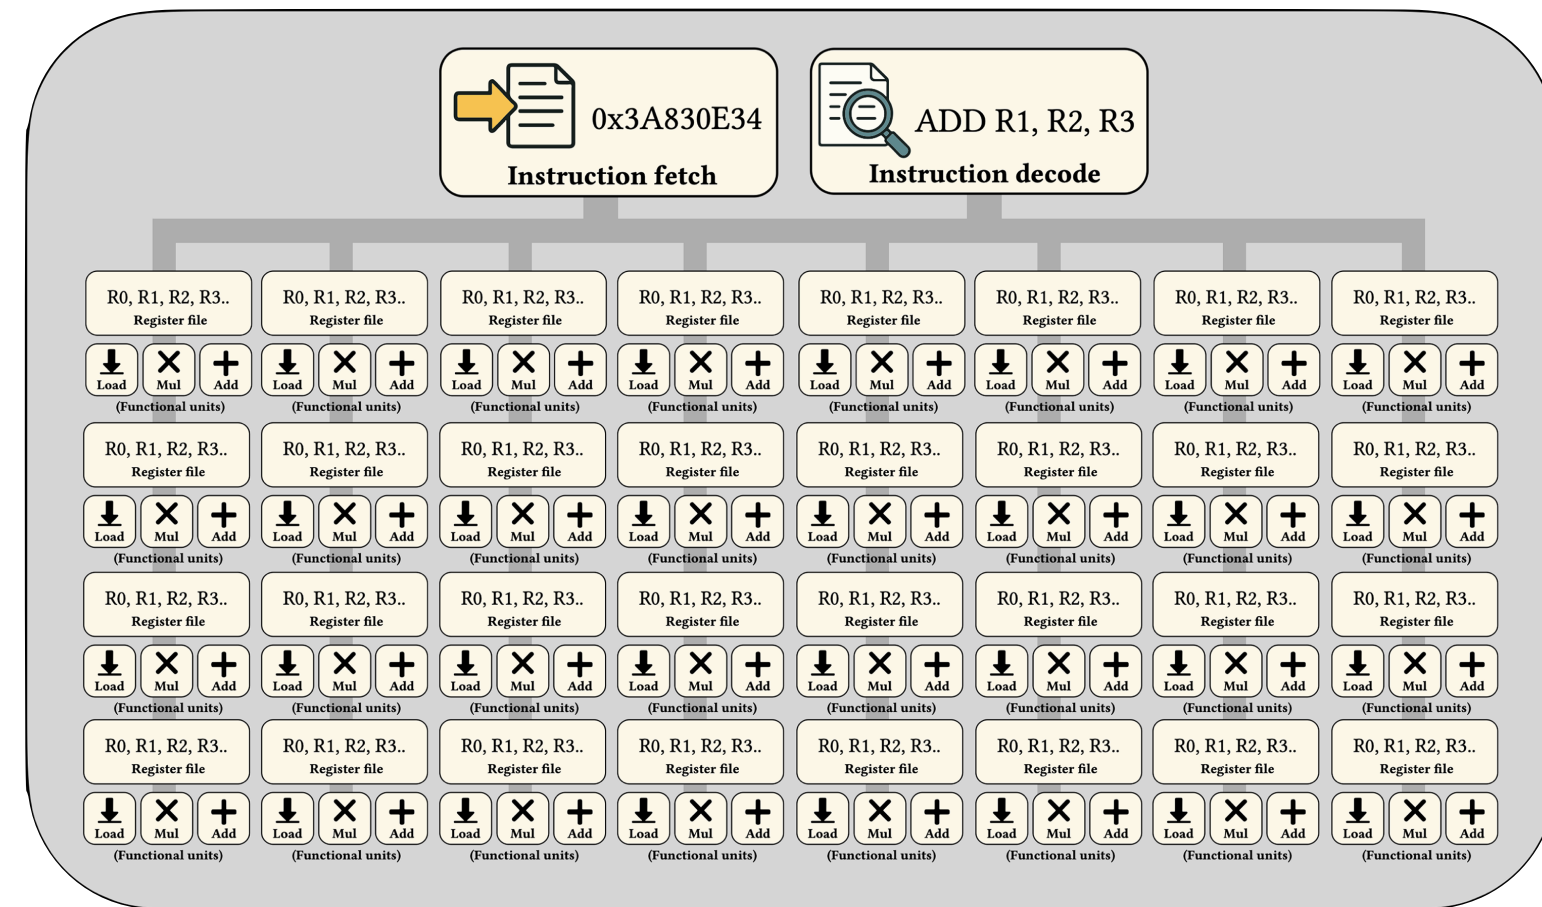 0x3A830E34
Instruction fetch
ADD R1, R2, R3
Instruction decode
R0, R1, R2, R3.. R0, R1, R2, R3.. R0, R1, R2, R3.. R0, R1, R2, R3.. R0, R1, R2, R3.. R0, R1, R2, R3.. R0, R1, R2, R3.. R0, R1, R2, R3..
Register file Register file Register file Register file Register file Register file Register file Register file
Load Mul Add Load Mul Add Load Mul Add Load Mul Add Load Mul Add Load Mul Add Load Mul Add Load Mul Add
(Functional units) (Functional units) (Functional units) (Functional units) (Functional units) (Functional units) (Functional units) (Functional units)
R0, R1, R2, R3.. R0, R1, R2, R3.. R0, R1, R2, R3.. R0, R1, R2, R3.. R0, R1, R2, R3.. R0, R1, R2, R3.. R0, R1, R2, R3.. R0, R1, R2, R3..
Register file Register file Register file Register file Register file Register file Register file Register file
Load Mul Add Load Mul Add Load Mul Add Load Mul Add Load Mul Add Load Mul Add Load Mul Add Load Mul Add
(Functional units) (Functional units) (Functional units) (Functional units) (Functional units) (Functional units) (Functional units) (Functional units)
R0, R1, R2, R3.. R0, R1, R2, R3.. R0, R1, R2, R3.. R0, R1, R2, R3.. R0, R1, R2, R3.. R0, R1, R2, R3.. R0, R1, R2, R3.. R0, R1, R2, R3..
Register file Register file Register file Register file Register file Register file Register file Register file
Load Mul Add Load Mul Add Load Mul Add Load Mul Add Load Mul Add Load Mul Add Load Mul Add Load Mul Add
(Functional units) (Functional units) (Functional units) (Functional units) (Functional units) (Functional units) (Functional units) (Functional units)
R0, R1, R2, R3.. R0, R1, R2, R3.. R0, R1, R2, R3.. R0, R1, R2, R3.. R0, R1, R2, R3.. R0, R1, R2, R3.. R0, R1, R2, R3.. R0, R1, R2, R3..
Register file Register file Register file Register file Register file Register file Register file Register file
Load Mul Add Load Mul Add Load Mul Add Load Mul Add Load Mul Add Load Mul Add Load Mul Add Load Mul Add
(Functional units) (Functional units) (Functional units) (Functional units) (Functional units) (Functional units) (Functional units) (Functional units)